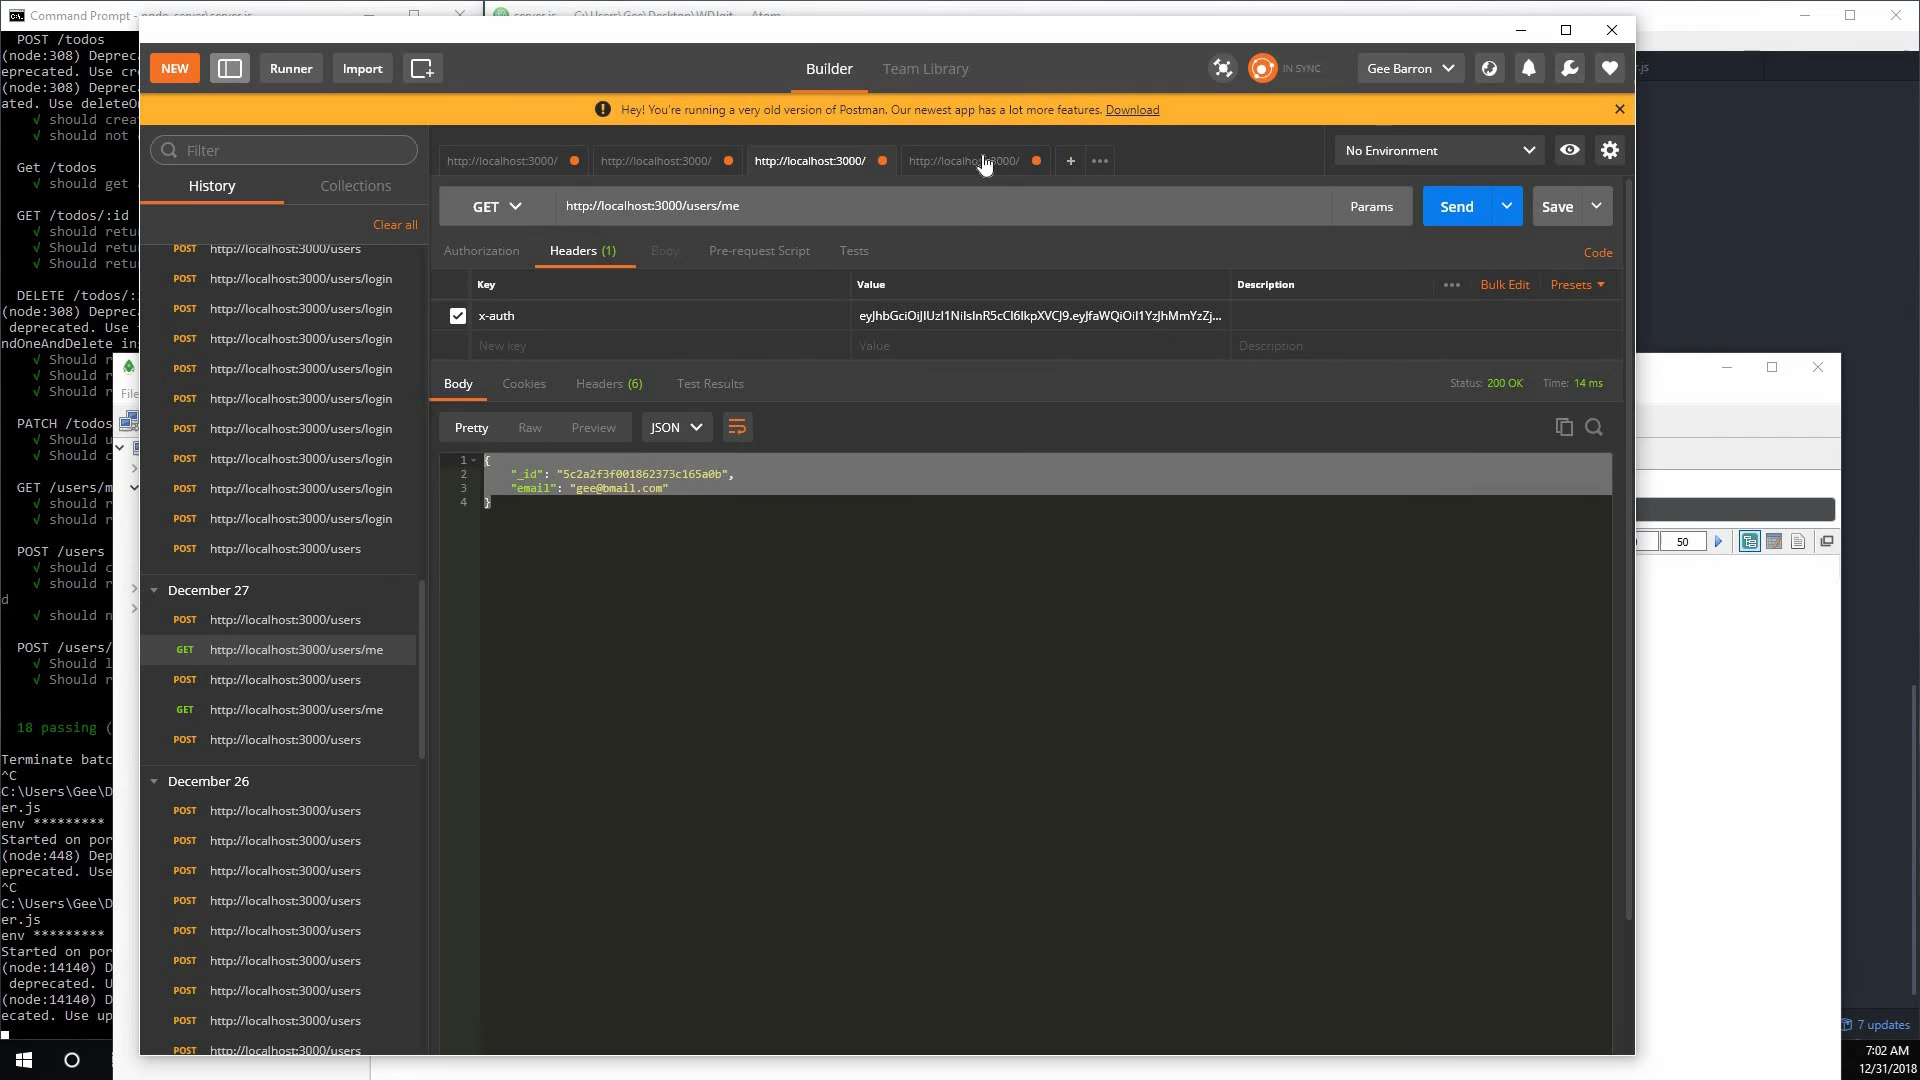 Command Prompt - node server\server.js
server.js — C:\Users\Gee\Desktop\WDJgit — Atom
POST /todos
(node:308) Deprec
eprecated. Use cre
(node:308) Deprec
ated. Use deleteOn
√ should crea
√ should not
Get /todos
√ should get
GET /todos/:id
√ should retu
√ Should retu
√ Should retu
DELETE /todos/:
(node:308) Deprec
deprecated. Use
ndOneAndDelete in
√ Should r
√ Should r
√ Should r
PATCH /todos
√ Should u
√ Should c
GET /users/m
√ should r
√ should r
POST /users
√ should c
√ should r
d
√ should n
POST /users/
√ Should l
√ Should r
18 passing (
Terminate batc
^C
C:\Users\Gee\D
er.js
env *********
Started on por
(node:448) Dep
eprecated. Use
^C
C:\Users\Gee\D
er.js
env *********
Started on por
(node:14140) D
deprecated. U
(node:14140) D
ecated. Use up
File
NEW
Runner
Import
Builder
Team Library
IN SYNC
Gee Barron
.js
Hey! You're running a very old version of Postman. Our newest app has a lot more features. Download
Filter
History
Collections
Clear all
POST http://localhost:3000/users
POST http://localhost:3000/users/login
POST http://localhost:3000/users/login
POST http://localhost:3000/users/login
POST http://localhost:3000/users/login
POST http://localhost:3000/users/login
POST http://localhost:3000/users/login
POST http://localhost:3000/users/login
POST http://localhost:3000/users/login
POST http://localhost:3000/users/login
POST http://localhost:3000/users
December 27
POST http://localhost:3000/users
GET http://localhost:3000/users/me
POST http://localhost:3000/users
GET http://localhost:3000/users/me
POST http://localhost:3000/users
December 26
POST http://localhost:3000/users
POST http://localhost:3000/users
POST http://localhost:3000/users
POST http://localhost:3000/users
POST http://localhost:3000/users
POST http://localhost:3000/users
POST http://localhost:3000/users
POST http://localhost:3000/users
POST http://localhost:3000/users
http://localhost:3000/ http://localhost:3000/ http://localhost:3000/ http://localhost:3000/ + •••
No Environment
GET http://localhost:3000/users/me Params Send Save
Authorization Headers (1) Body Pre-request Script Tests Code
Key Value Description ••• Bulk Edit Presets
x-auth eyJhbGciOiJIUzI1NiIsInR5cCI6IkpXVCJ9.eyJfaWQiOiI1YzJhMmYzZj...
New key Value Description
Body Cookies Headers (6) Test Results Status: 200 OK Time: 14 ms
Pretty Raw Preview JSON
1 {
2 "_id": "5c2a2f3f001862373c165a0b",
3 "email": "gee@bmail.com"
4 }
50
7 updates
7:02 AM
12/31/2018